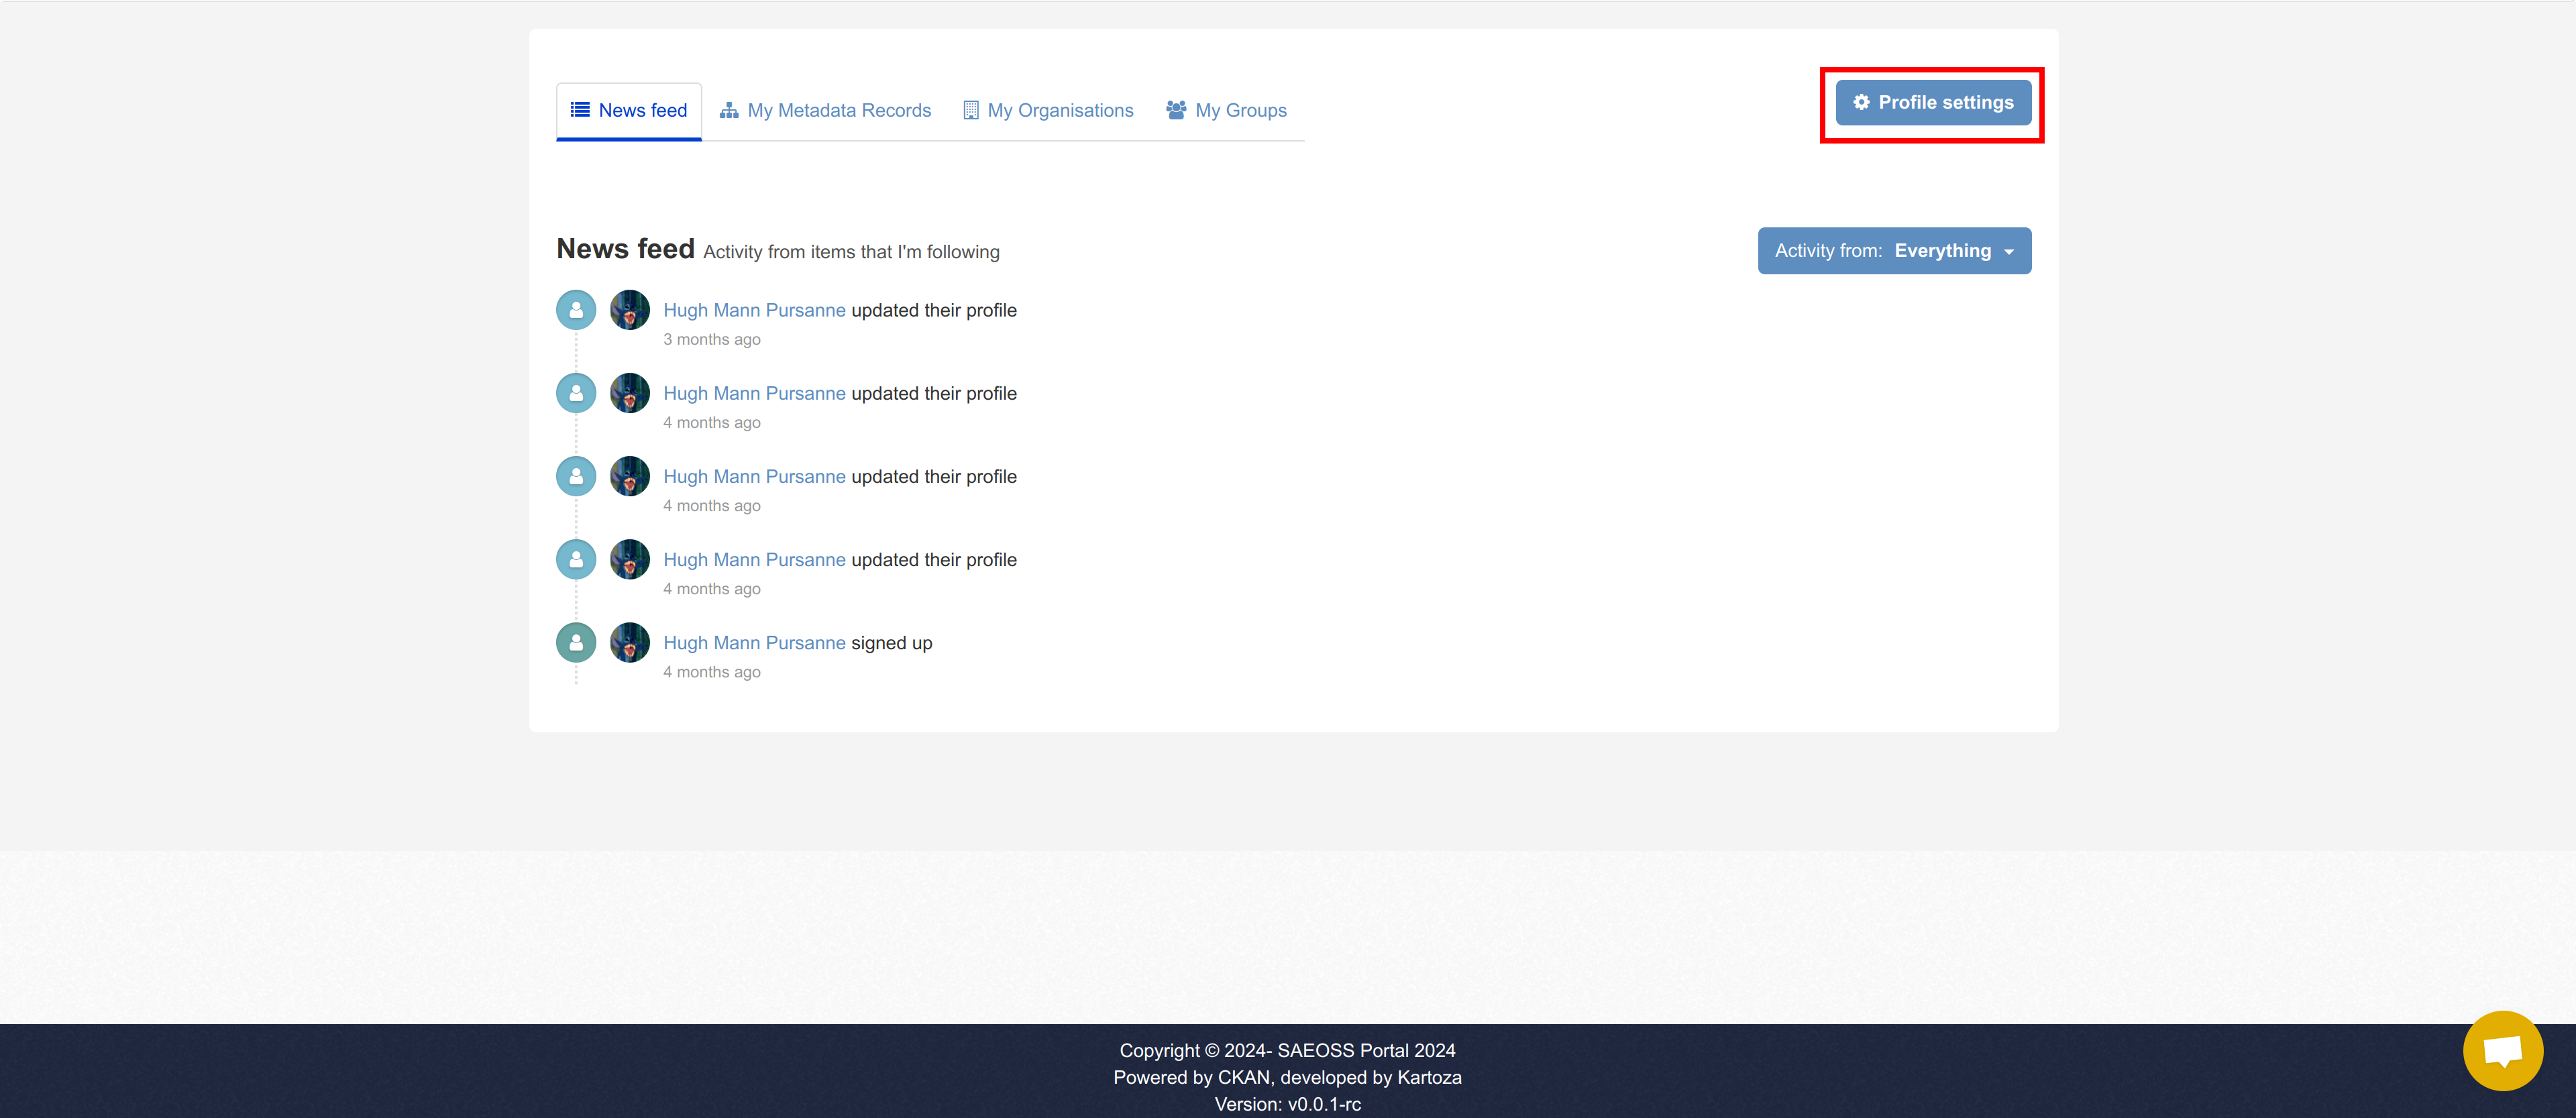 News feed My Metadata Records My Organisations My Groups Profile settings
News feed Activity from items that I'm following Activity from: Everything
Hugh Mann Pursanne updated their profile
3 months ago
Hugh Mann Pursanne updated their profile
4 months ago
Hugh Mann Pursanne updated their profile
4 months ago
Hugh Mann Pursanne updated their profile
4 months ago
Hugh Mann Pursanne signed up
4 months ago
Copyright © 2024- SAEOSS Portal 2024
Powered by CKAN, developed by Kartoza
Version: v0.0.1-rc